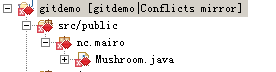 gitdemo [gitdemo|Conflicts mirror]
src/public
nc.mairo
Mushroom.java